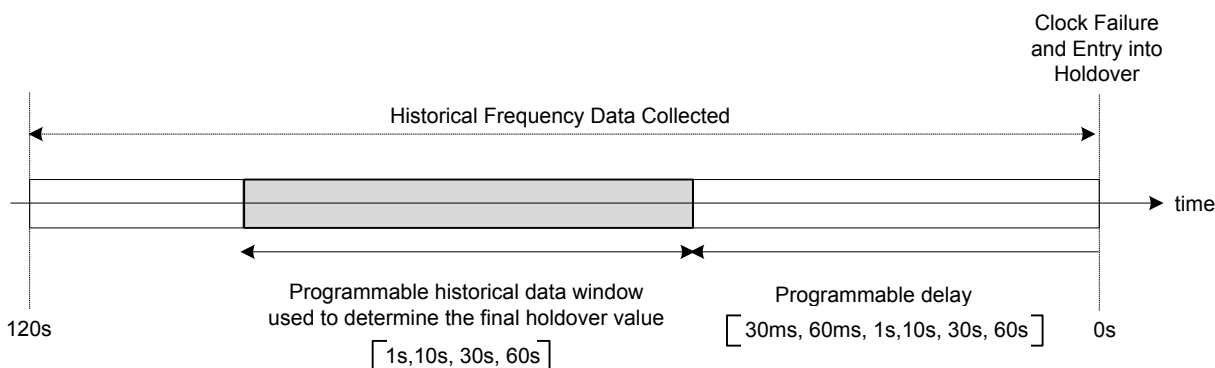 Clock Failure
and Entry into
Holdover
Historical Frequency Data Collected
time
Programmable historical data window
used to determine the final holdover value
1s,10s, 30s, 60s
Programmable delay
30ms, 60ms, 1s,10s, 30s, 60s
120s
0s